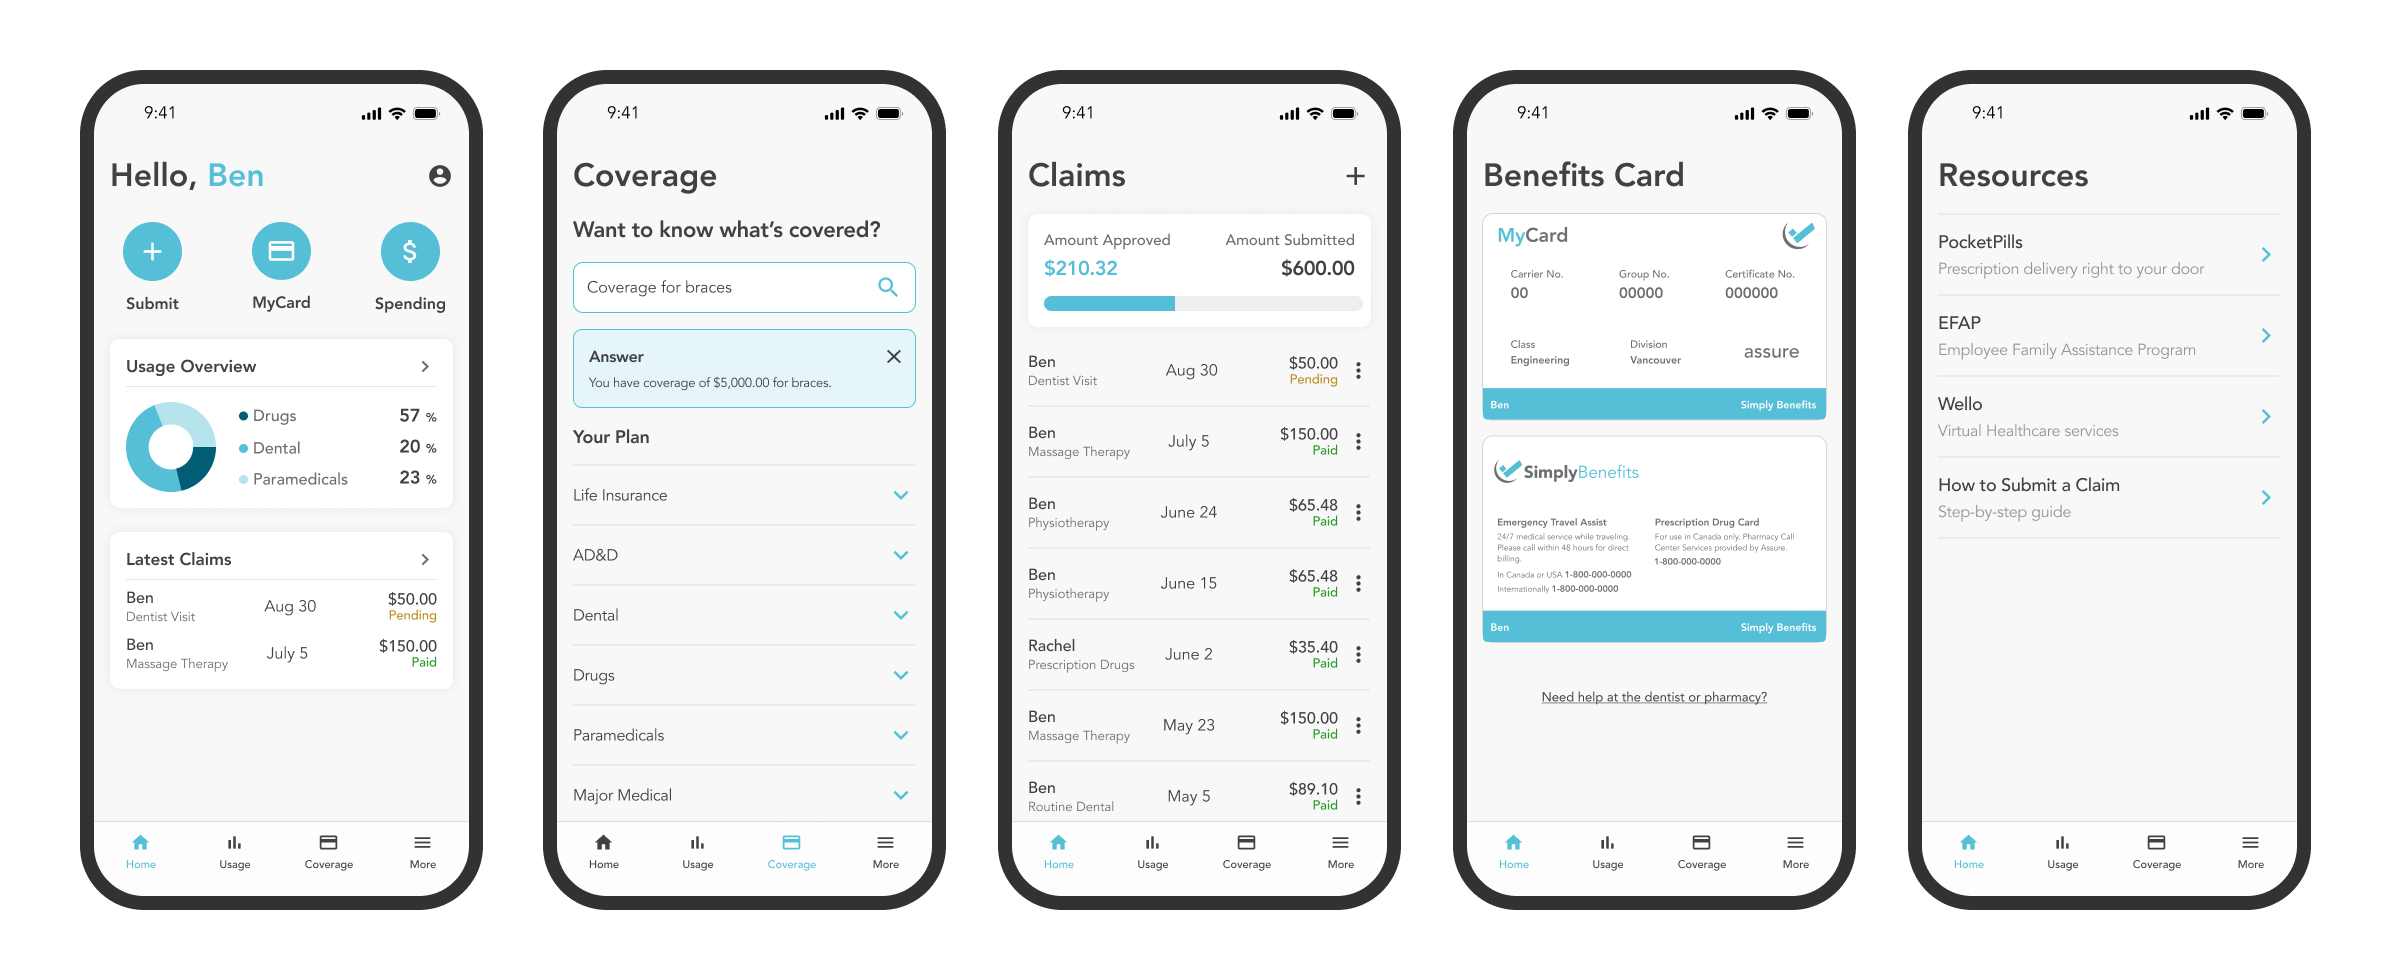 9:41
Hello, Ben
Submit
MyCard
Spending
Usage Overview
Drugs 57 %
Dental 20 %
Paramedicals 23 %
Latest Claims
Ben
Dentist Visit
Aug 30
$50.00
Pending
Ben
Massage Therapy
July 5
$150.00
Paid
Home Usage Coverage More
9:41
Coverage
Want to know what’s covered?
Coverage for braces
Answer
You have coverage of $5,000.00 for braces.
Your Plan
Life Insurance
AD&D
Dental
Drugs
Paramedicals
Major Medical
Home Usage Coverage More
9:41
Claims
Amount Approved Amount Submitted
$210.32 $600.00
Ben
Dentist Visit
Aug 30
$50.00
Pending
Ben
Massage Therapy
July 5
$150.00
Paid
Ben
Physiotherapy
June 24
$65.48
Paid
Ben
Physiotherapy
June 15
$65.48
Paid
Rachel
Prescription Drugs
June 2
$35.40
Paid
Ben
Massage Therapy
May 23
$150.00
Paid
Ben
Routine Dental
May 5
$89.10
Paid
Home Usage Coverage More
9:41
Benefits Card
MyCard
Carrier No. Group No. Certificate No.
00 00000 000000
Class Division
Engineering Vancouver
assure
Ben Simply Benefits
SimplyBenefits
Emergency Travel Assist
24/7 medical service while traveling.
Please call within 48 hours for direct
billing.
In Canada or USA 1-800-000-0000
Internationally 1-800-000-0000
Prescription Drug Card
For use in Canada only. Pharmacy Call
Center Services provided by Assure.
1-800-000-0000
Ben Simply Benefits
Need help at the dentist or pharmacy?
Home Usage Coverage More
9:41
Resources
PocketPills
Prescription delivery right to your door
EFAP
Employee Family Assistance Program
Wello
Virtual Healthcare services
How to Submit a Claim
Step-by-step guide
Home Usage Coverage More